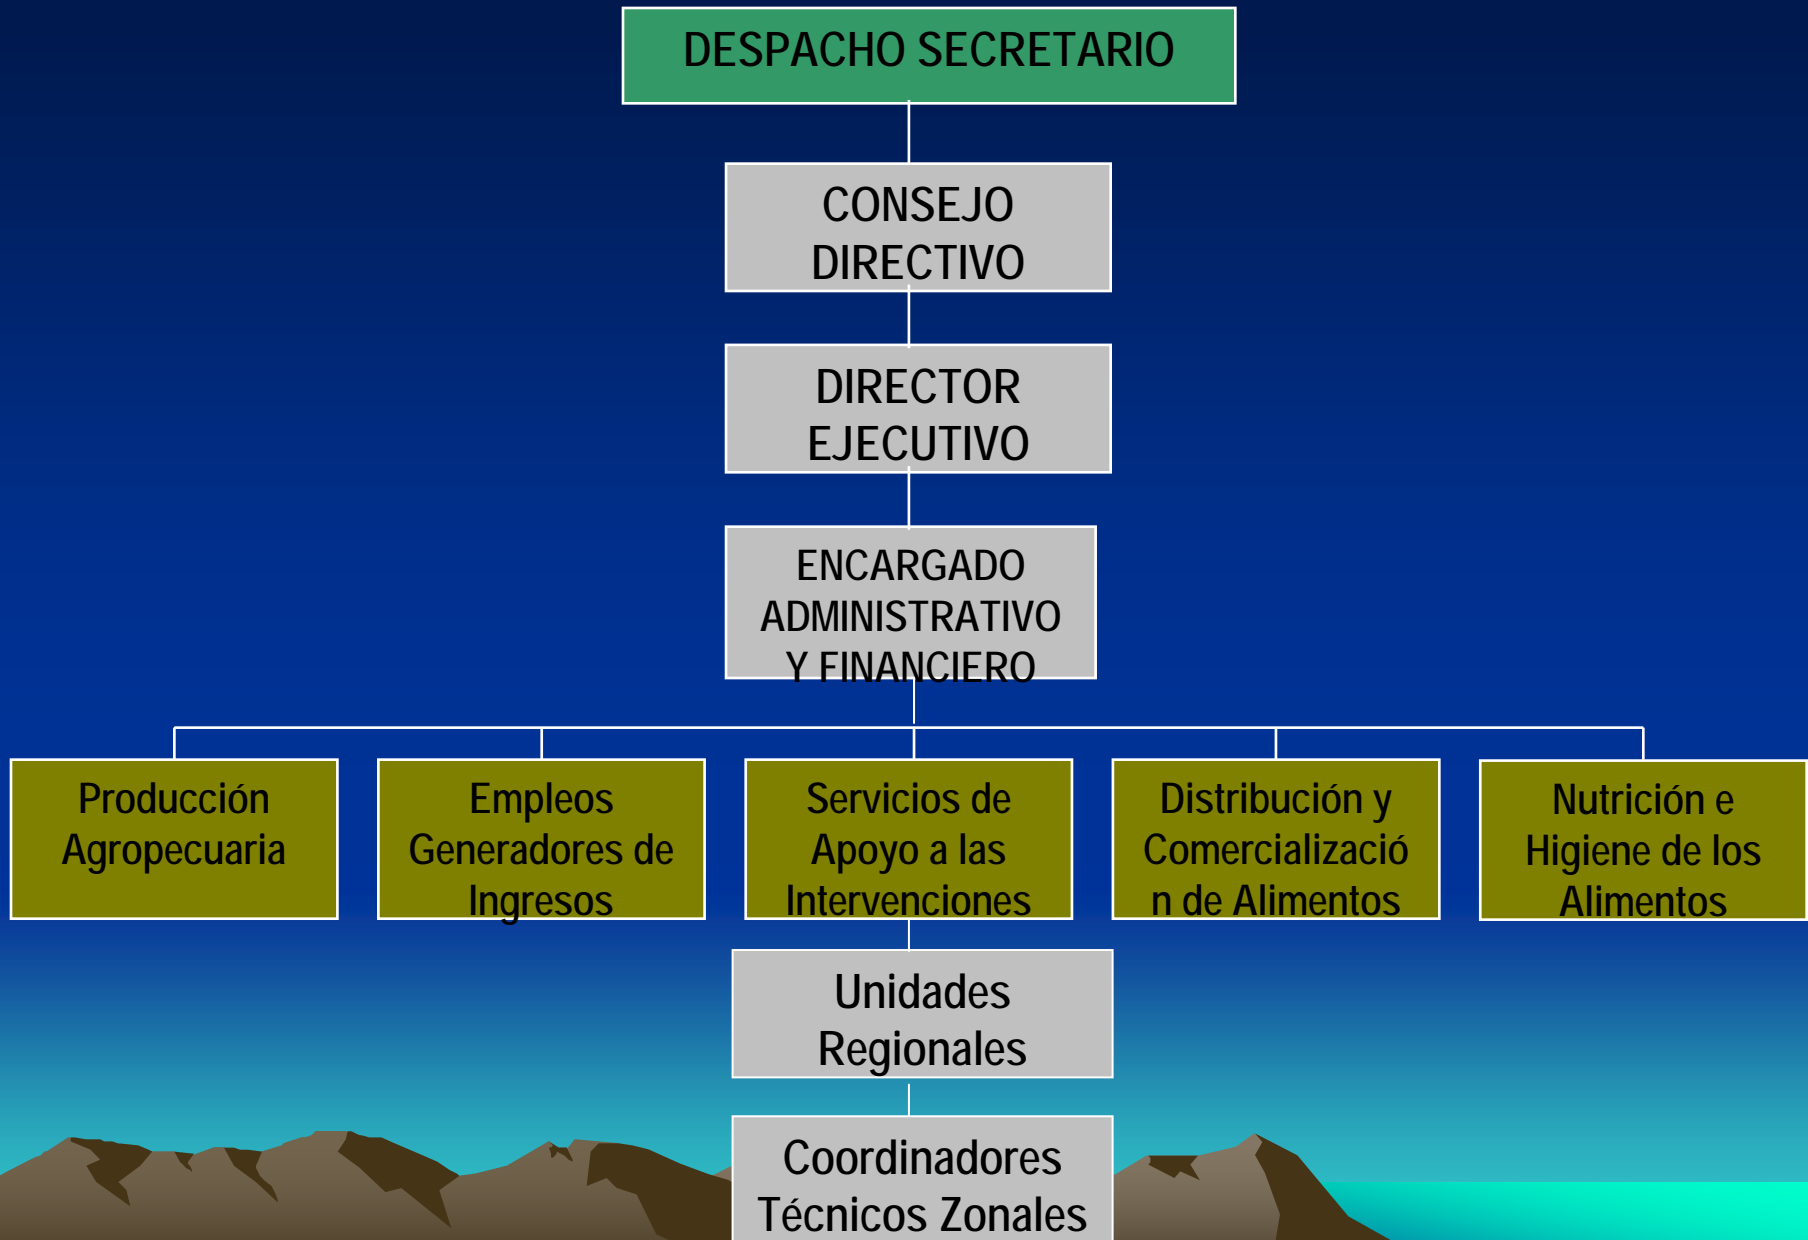 DESPACHO SECRETARIO
CONSEJO
DIRECTIVO
DIRECTOR
EJECUTIVO
ENCARGADO
ADMINISTRATIVO
Y FINANCIERO
Producción
Agropecuaria
Empleos
Generadores de
Ingresos
Servicios de
Apoyo a las
Intervenciones
Distribución y
Comercializació
n de Alimentos
Nutrición e
Higiene de los
Alimentos
Unidades
Regionales
Coordinadores
Técnicos Zonales